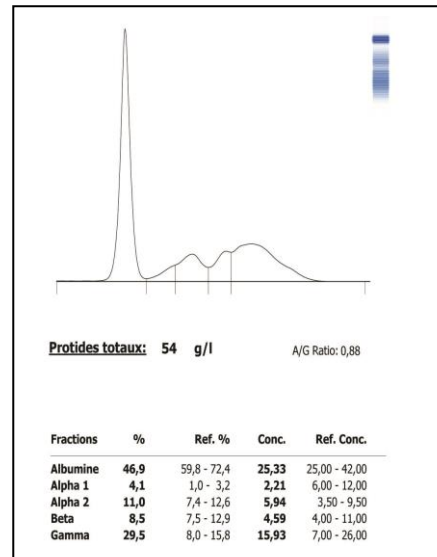 Protides totaux: 54 g/l A/G Ratio: 0,88
Fractions % Ref. % Conc. Ref. Conc.
Albumine 46,9 59,8 - 72,4 25,33 25,00 - 42,00
Alpha 1 4,1 1,0 - 3,2 2,21 6,00 - 12,00
Alpha 2 11,0 7,4 - 12,6 5,94 3,50 - 9,50
Beta 8,5 7,5 - 12,9 4,59 4,00 - 11,00
Gamma 29,5 8,0 - 15,8 15,93 7,00 - 26,00